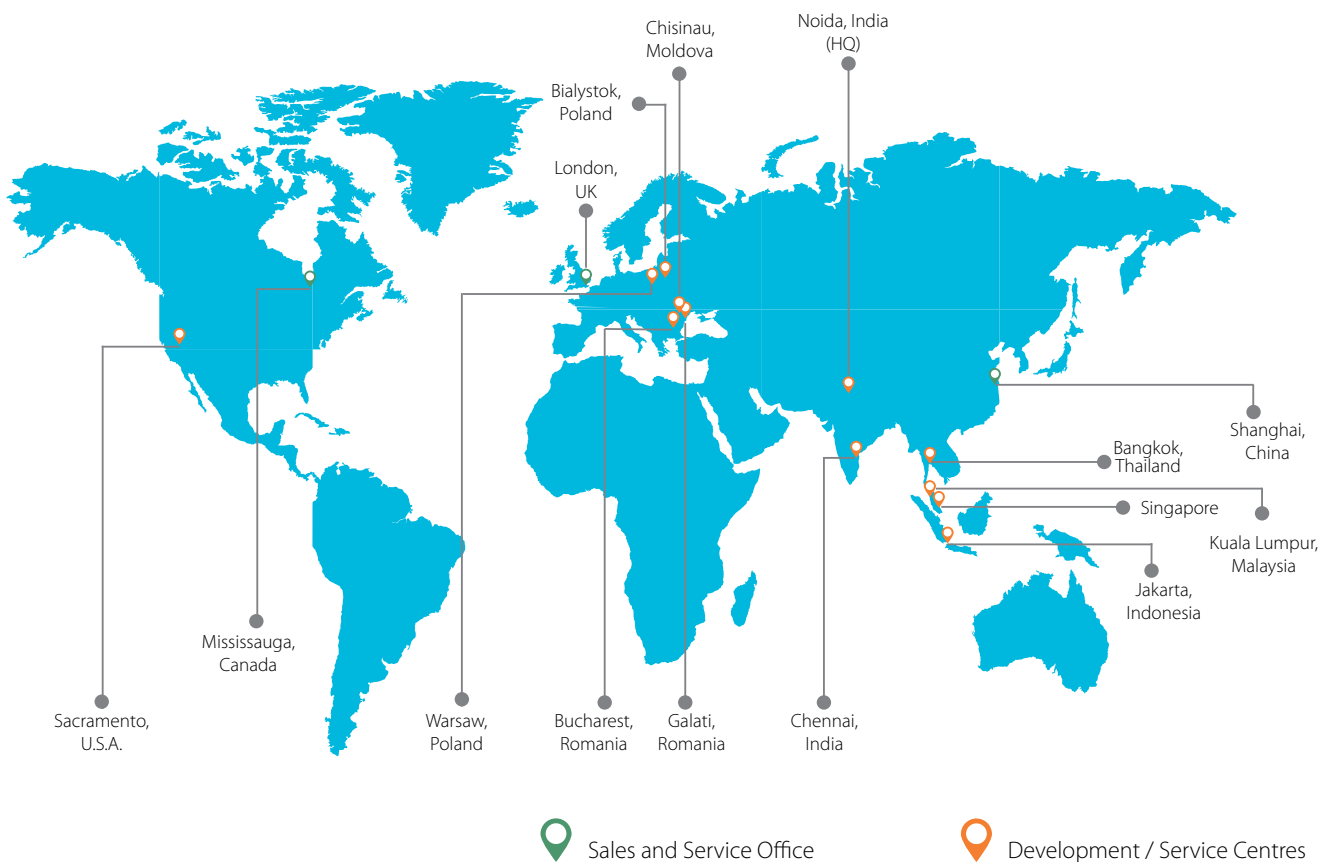 Noida, India
(HQ)
Chisinau,
Moldova
Bialystok,
Poland
London,
UK
Shanghai,
China
Bangkok,
Thailand
Singapore
Kuala Lumpur,
Malaysia
Jakarta,
Indonesia
Mississauga,
Canada
Sacramento,
U.S.A.
Warsaw,
Poland
Bucharest,
Romania
Galati,
Romania
Chennai,
India
Sales and Service Office
Development / Service Centres